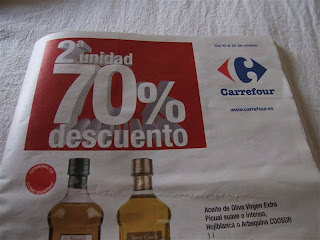 2ª unidad
70%
descuento
Carrefour
www.carrefour.es
Aceite de Oliva Virgen Extra
Picual suave o intenso,
Hojiblanca o Arbequina COOSUR
1 l